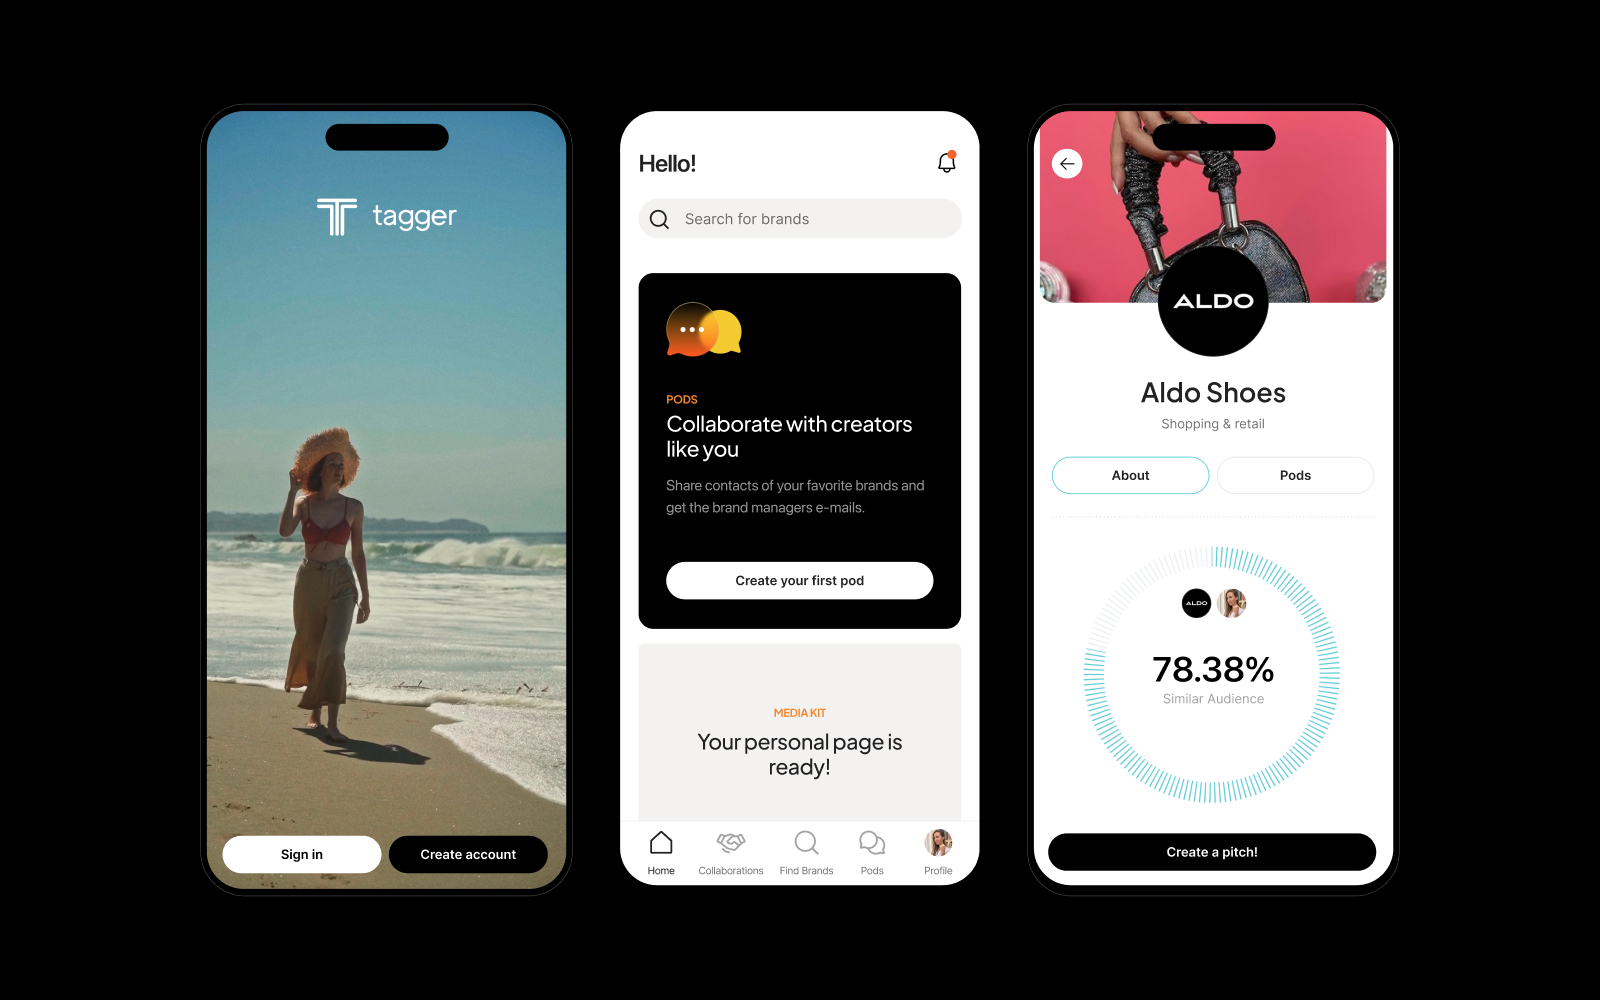 tagger
Sign in
Create account
Hello!
Search for brands
PODS
Collaborate with creators
like you
Share contacts of your favorite brands and
get the brand managers e-mails.
Create your first pod
MEDIA KIT
Your personal page is
ready!
Home
Collaborations
Find Brands
Pods
Profile
ALDO
Aldo Shoes
Shopping & retail
About
Pods
ALDO
78.38%
Similar Audience
Create a pitch!